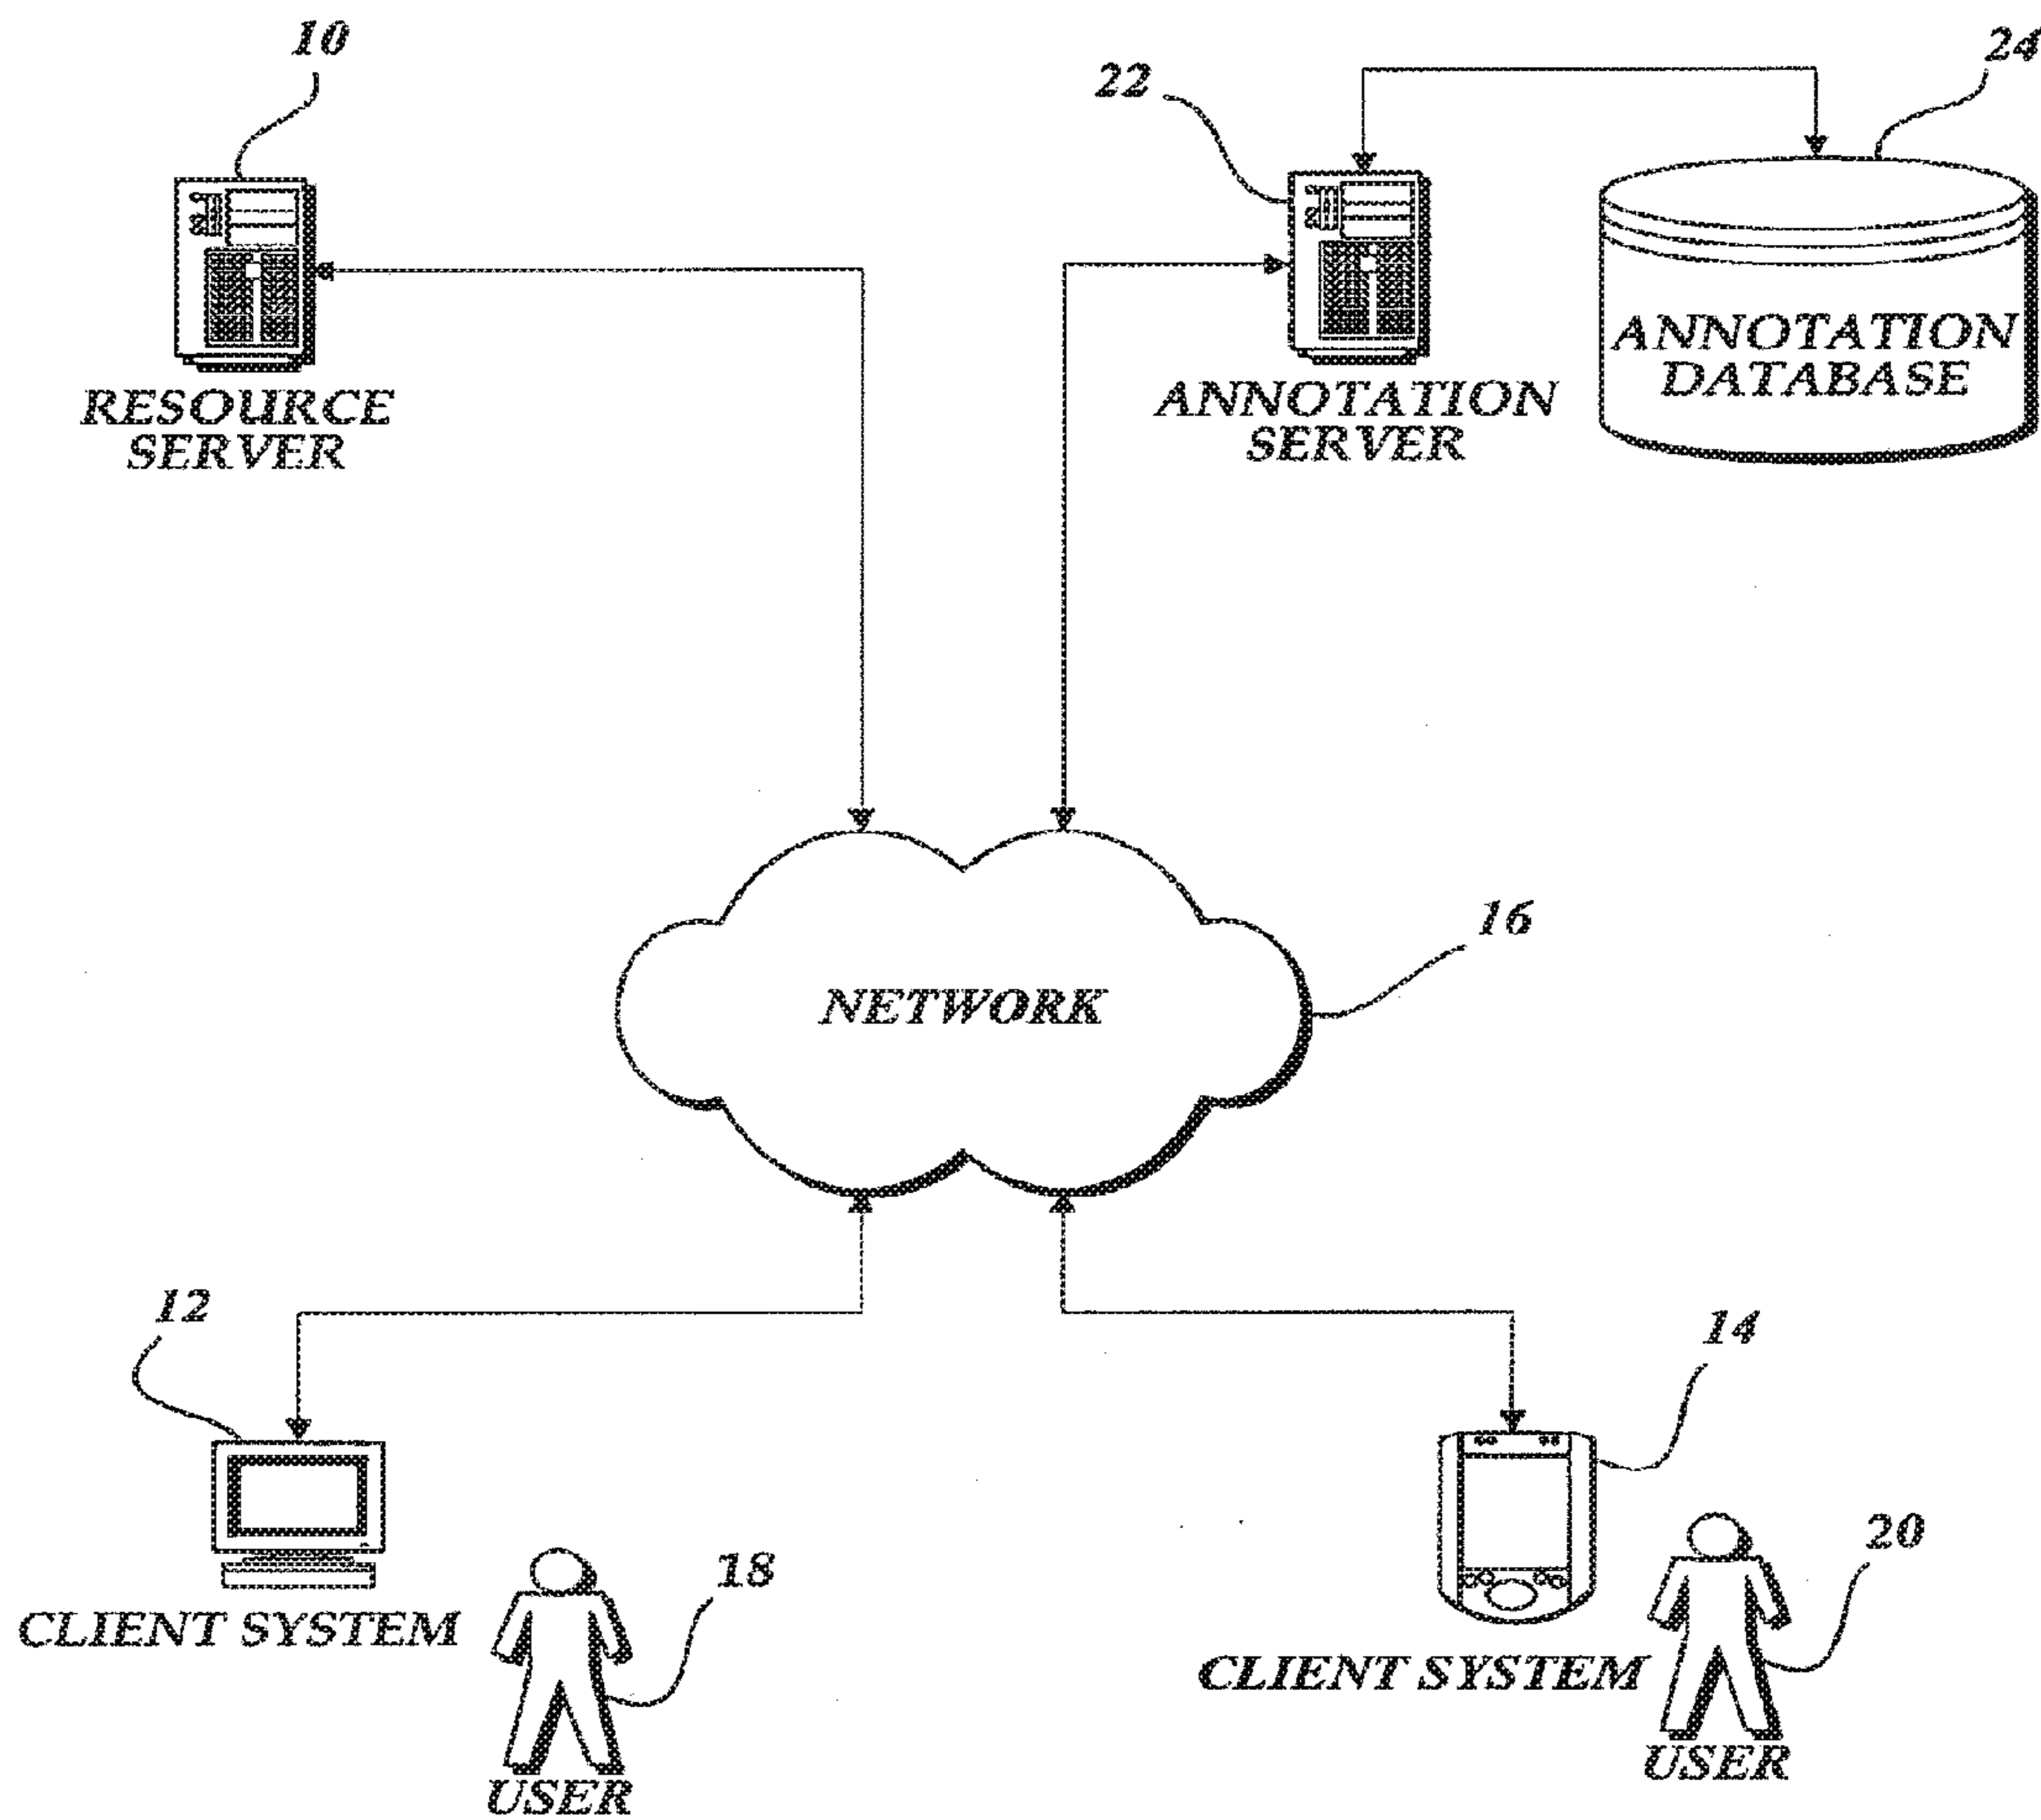 10
22
24
RESOURCE
SERVER
ANNOTATION
SERVER
ANNOTATION
DATABASE
16
NETWORK
12
14
CLIENT SYSTEM
18
USER
CLIENT SYSTEM
20
USER